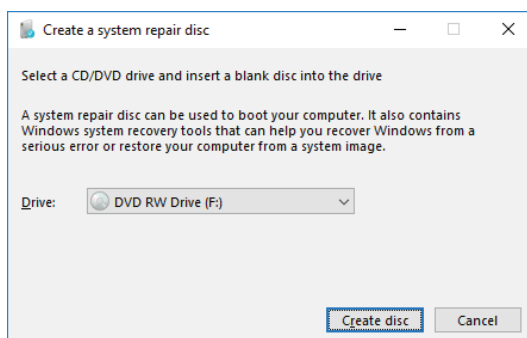 Create a system repair disc
Select a CD/DVD drive and insert a blank disc into the drive
A system repair disc can be used to boot your computer. It also contains
Windows system recovery tools that can help you recover Windows from a
serious error or restore your computer from a system image.
Drive: DVD RW Drive (F:)
Create disc Cancel